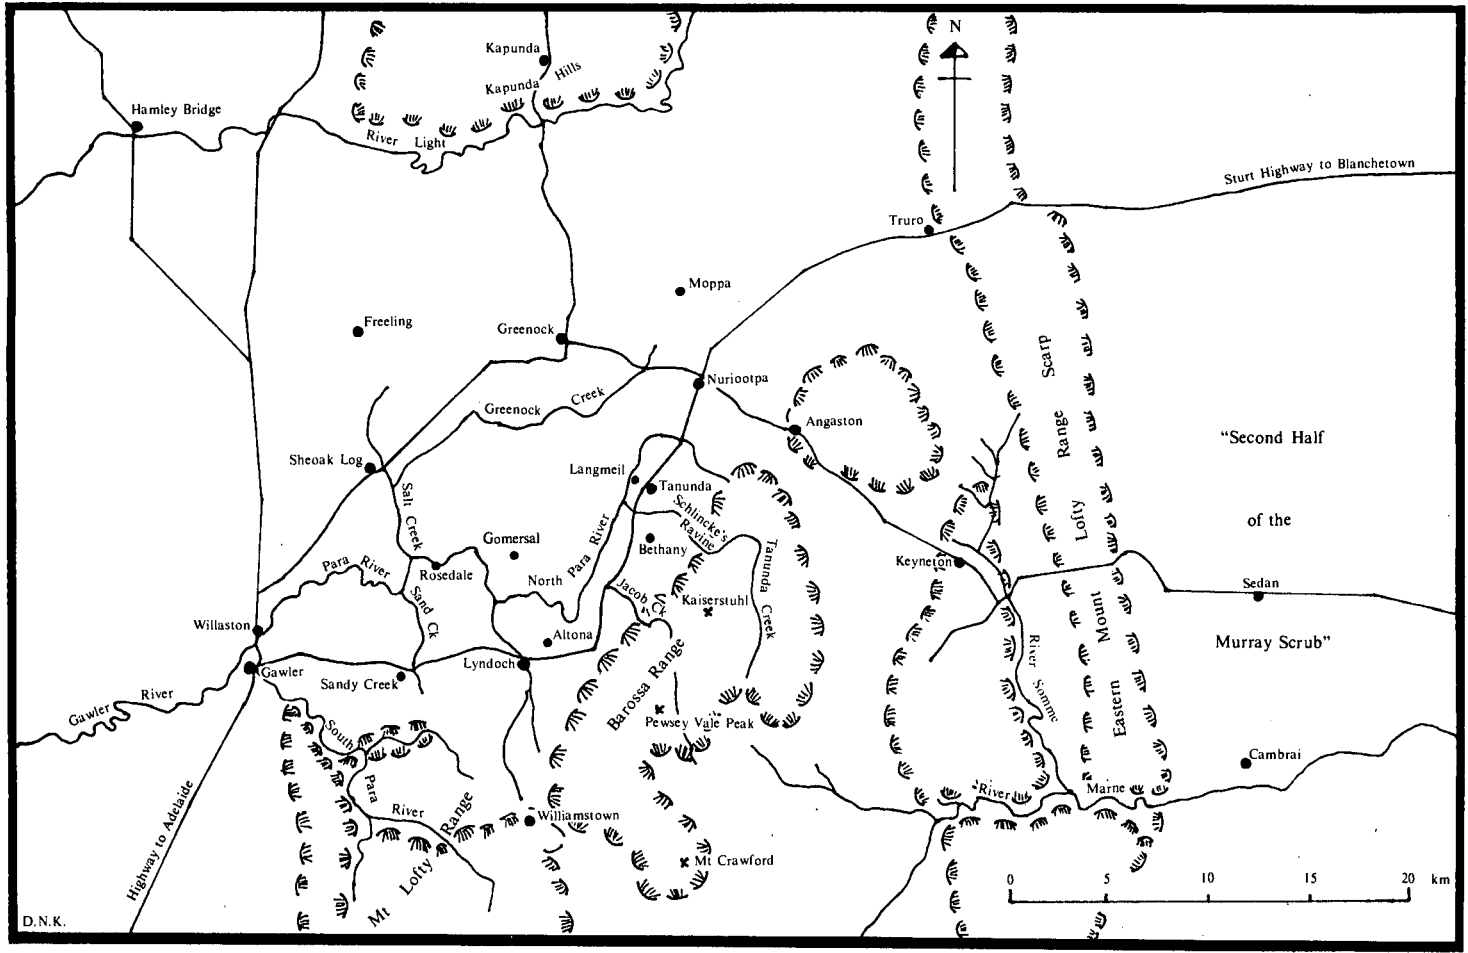 N
Kapunda
Kapunda Hills
Hamley Bridge
River Light
Sturt Highway to Blanchetown
Truro
Moppa
Freeling
Greenock
Nuriootpa
Greenock Creek
Angaston
Scarp
Range
Lofty
Mount
Eastern
"Second Half
of the
Murray Scrub"
Sheoak Log
Langmeil
Tanunda
Salt Creek
Schlincke's
Ravine
Gomersal
Bethany
Tanunda Creek
Keyneton
Para River
Rosedale
North Para River
Jacob Ck
Kaiserstuhl
Sedan
Sand Ck
Willaston
Altona
Lyndoch
Gawler
Sandy Creek
Barossa Range
River Somme
Gawler River
South Para River
Pewsey Vale Peak
Cambrai
River Marne
Highway to Adelaide
Williamstown
Mt Lofty Range
Mt Crawford
0 5 10 15 20 km
D.N.K.